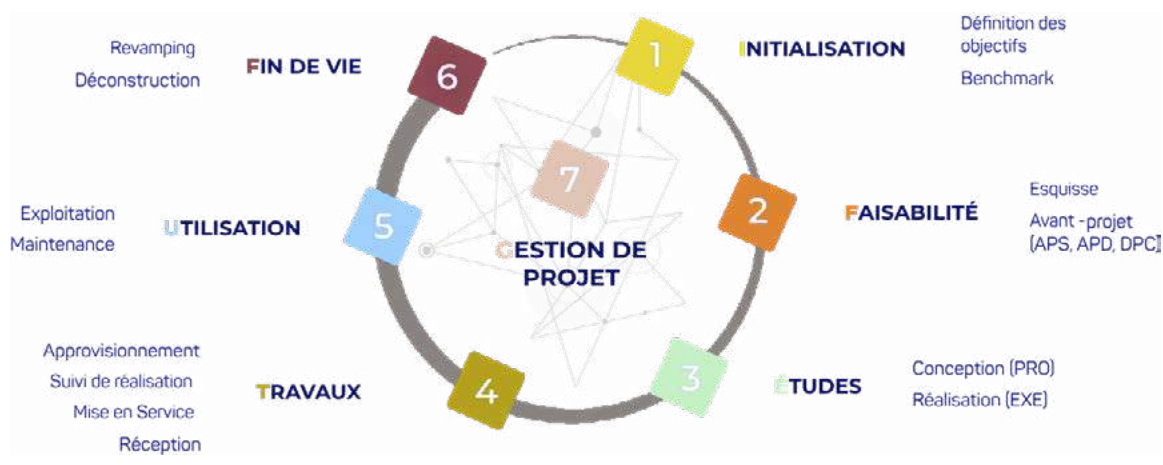 1
INITIALISATION
Définition des
objectifs
Benchmark
2
FAISABILITÉ
Esquisse
Avant-projet
(APS, APD, DPC)
3
ÉTUDES
Conception (PRO)
Réalisation (EXE)
4
TRAVAUX
Approvisionnement
Suivi de réalisation
Mise en Service
Réception
5
UTILISATION
Exploitation
Maintenance
6
FIN DE VIE
Revamping
Déconstruction
7
GESTION DE
PROJET